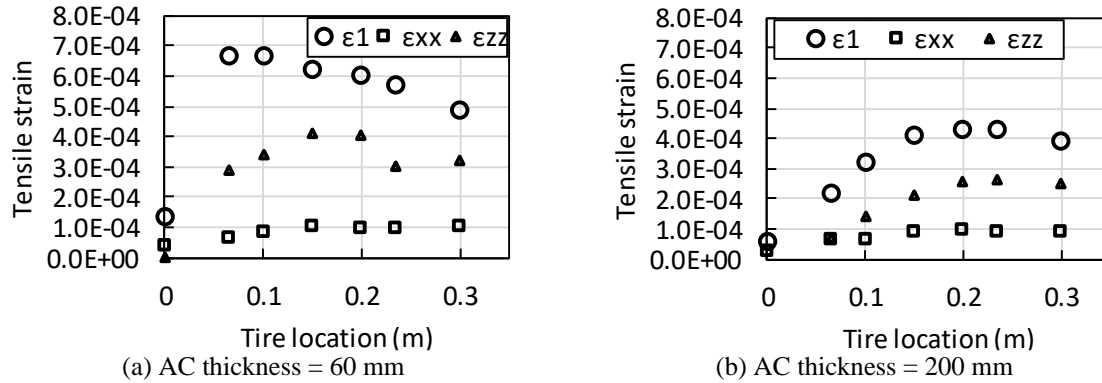 8.0E-04
7.0E-04
6.0E-04
5.0E-04
4.0E-04
3.0E-04
2.0E-04
1.0E-04
0.0E+00
Tensile strain
ε1 εxx εzz
0 0.1 0.2 0.3
Tire location (m)
(a) AC thickness = 60 mm
8.0E-04
7.0E-04
6.0E-04
5.0E-04
4.0E-04
3.0E-04
2.0E-04
1.0E-04
0.0E+00
Tensile strain
ε1 εxx εzz
0 0.1 0.2 0.3
Tire location (m)
(b) AC thickness = 200 mm